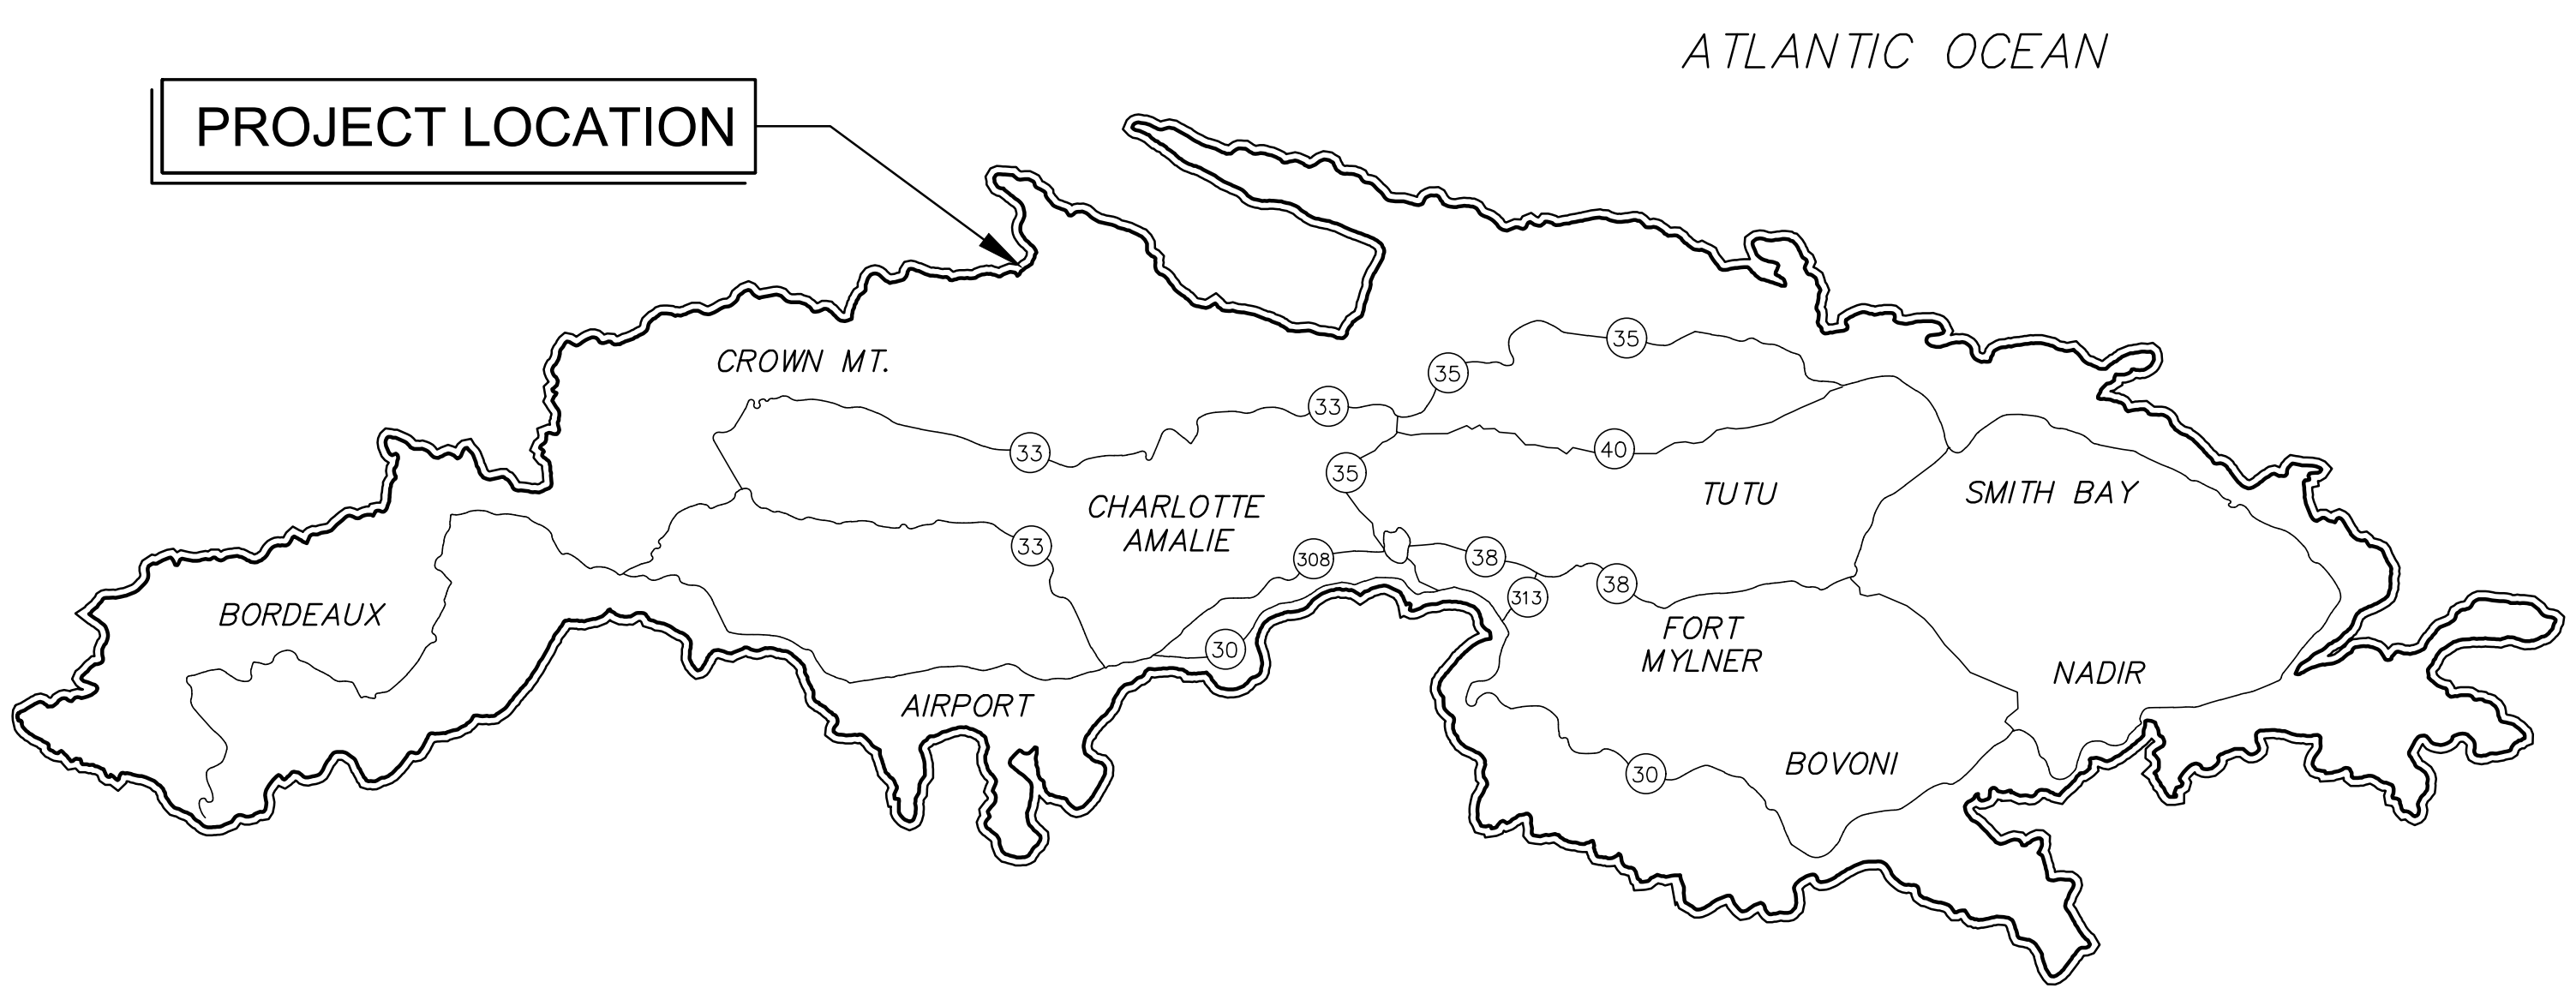 ATLANTIC OCEAN
PROJECT LOCATION
35
CROWN MT.
35
33
33
40
35
CHARLOTTE
AMALIE
TUTU
SMITH BAY
33
308
38
38
313
BORDEAUX
FORT
MYLNER
30
NADIR
AIRPORT
BOVONI
30